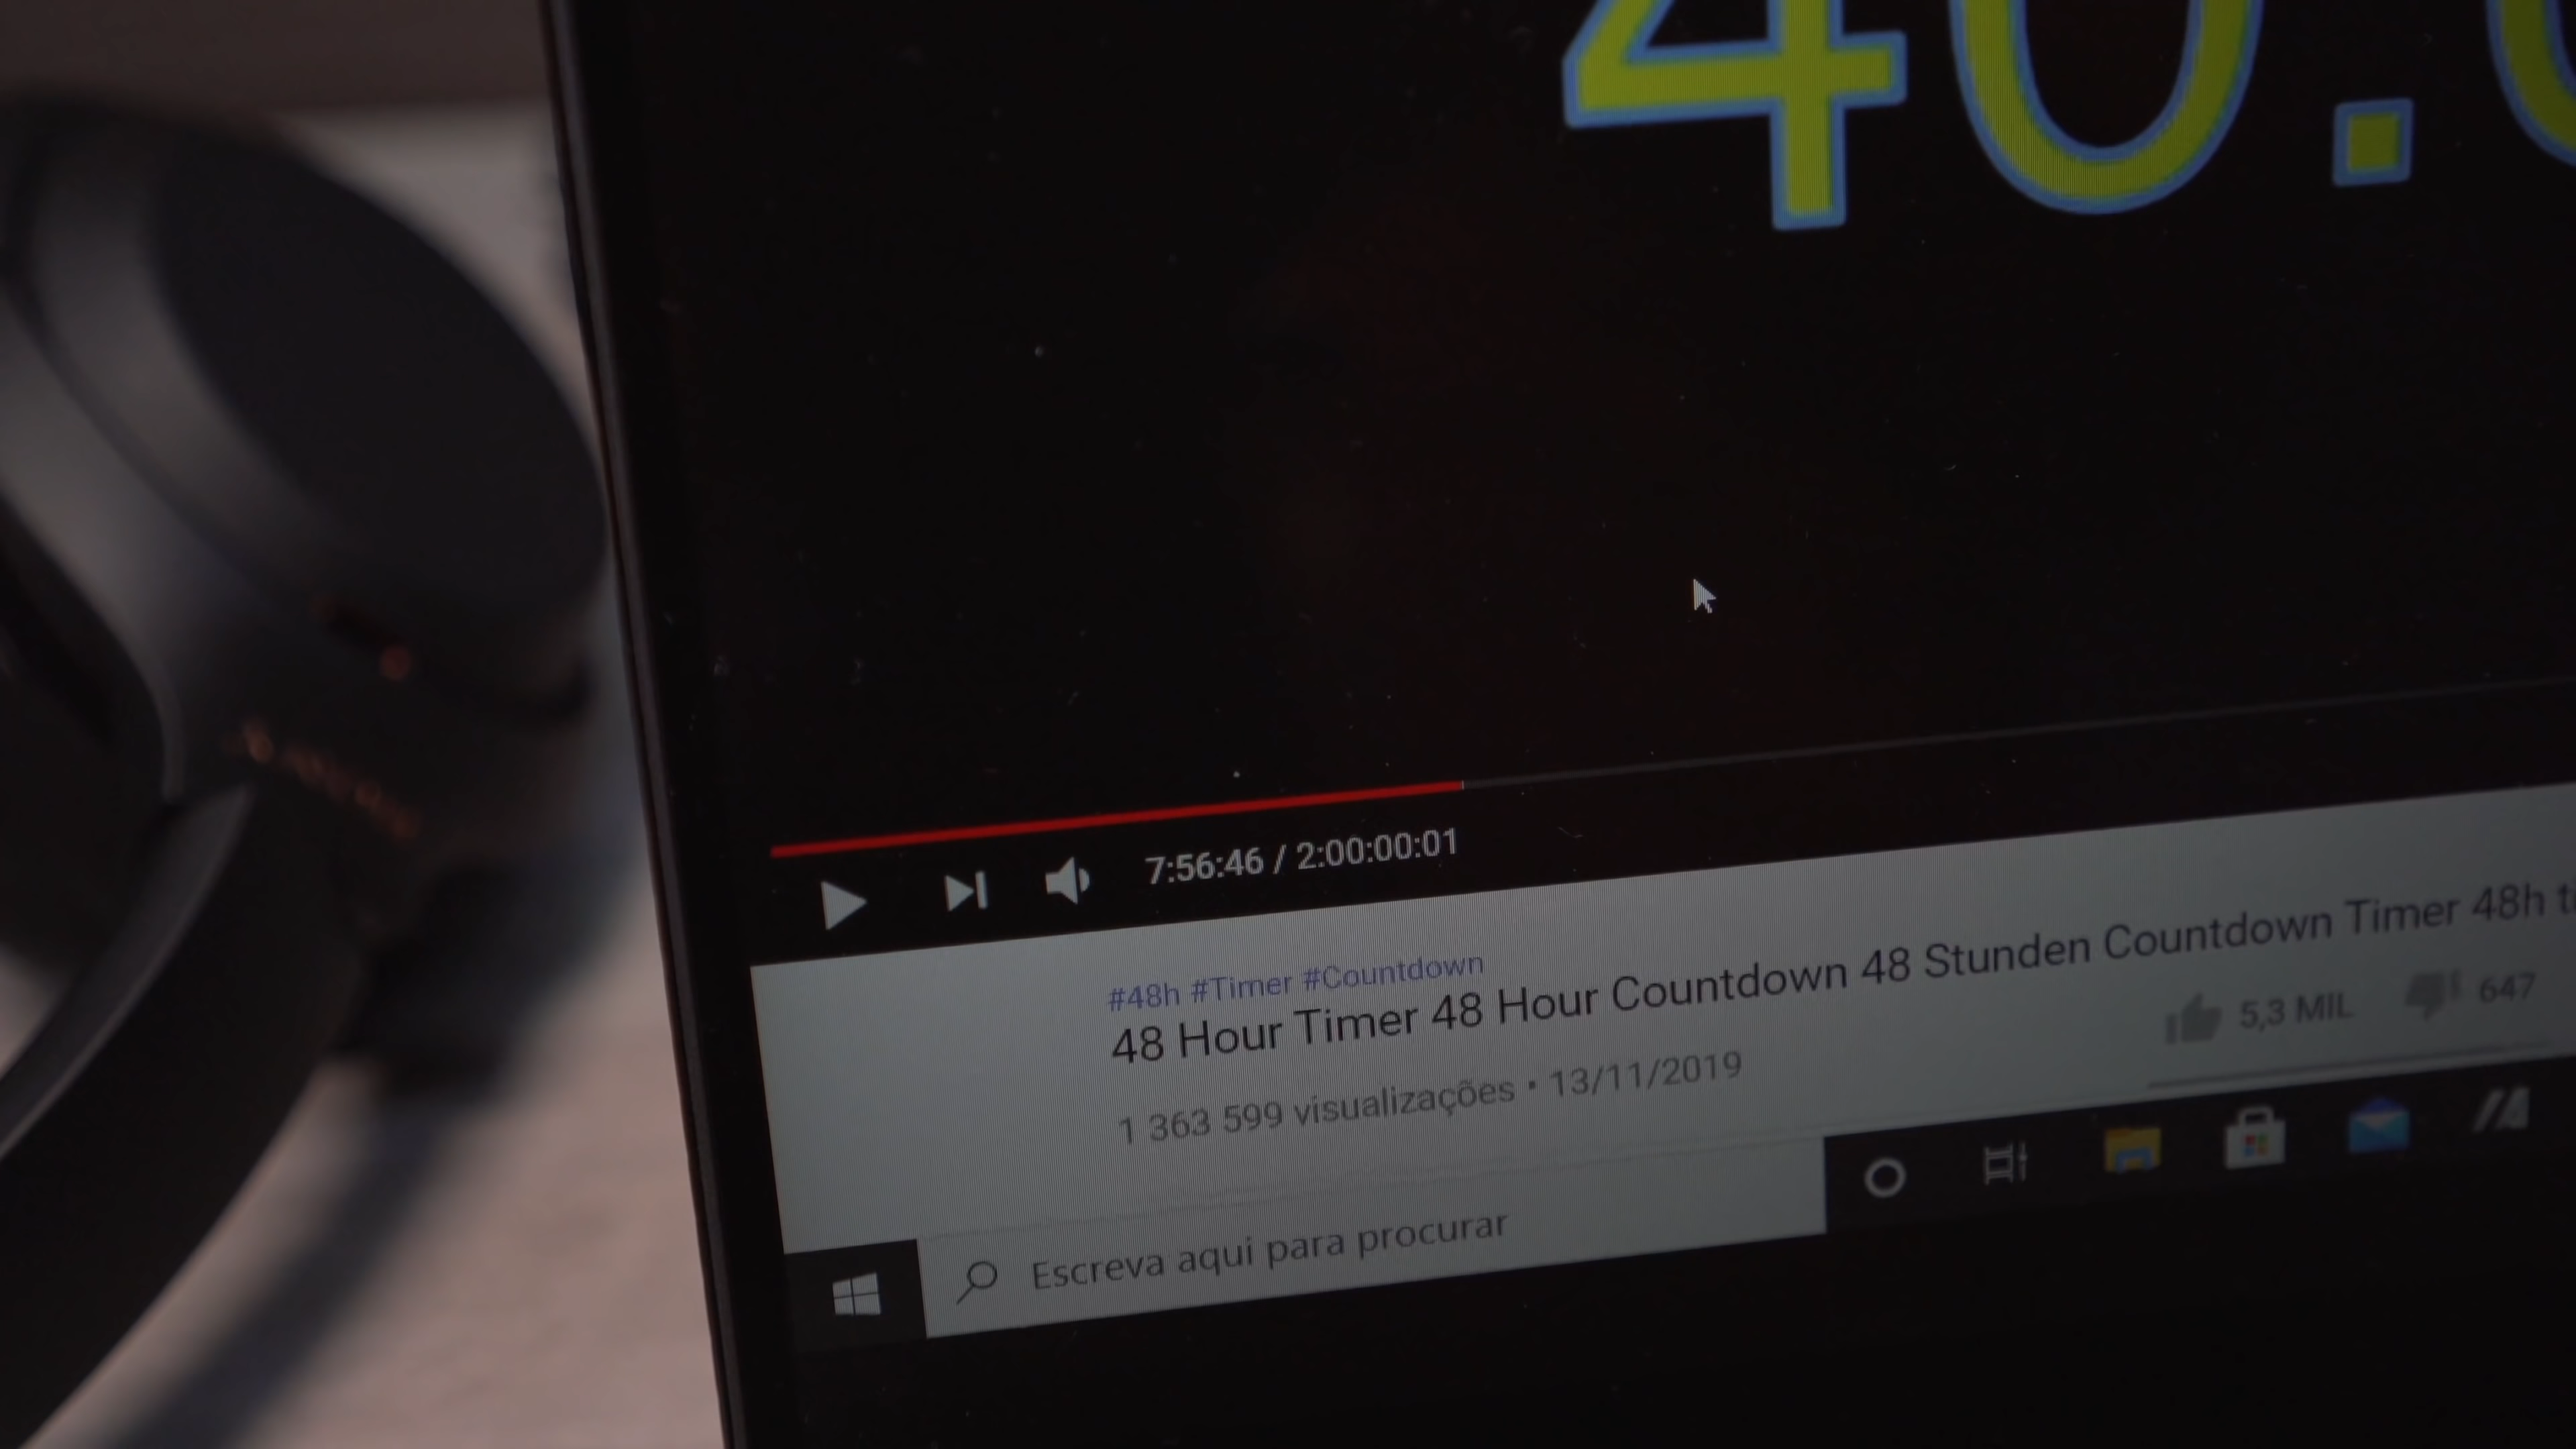 40.
7:56:46 / 2:00:00:01
#48h #Timer #Countdown
48 Hour Timer 48 Hour Countdown 48 Stunden Countdown Timer 48h
5,3 MIL 647
1 363 599 visualizações • 13/11/2019
Escreva aqui para procurar